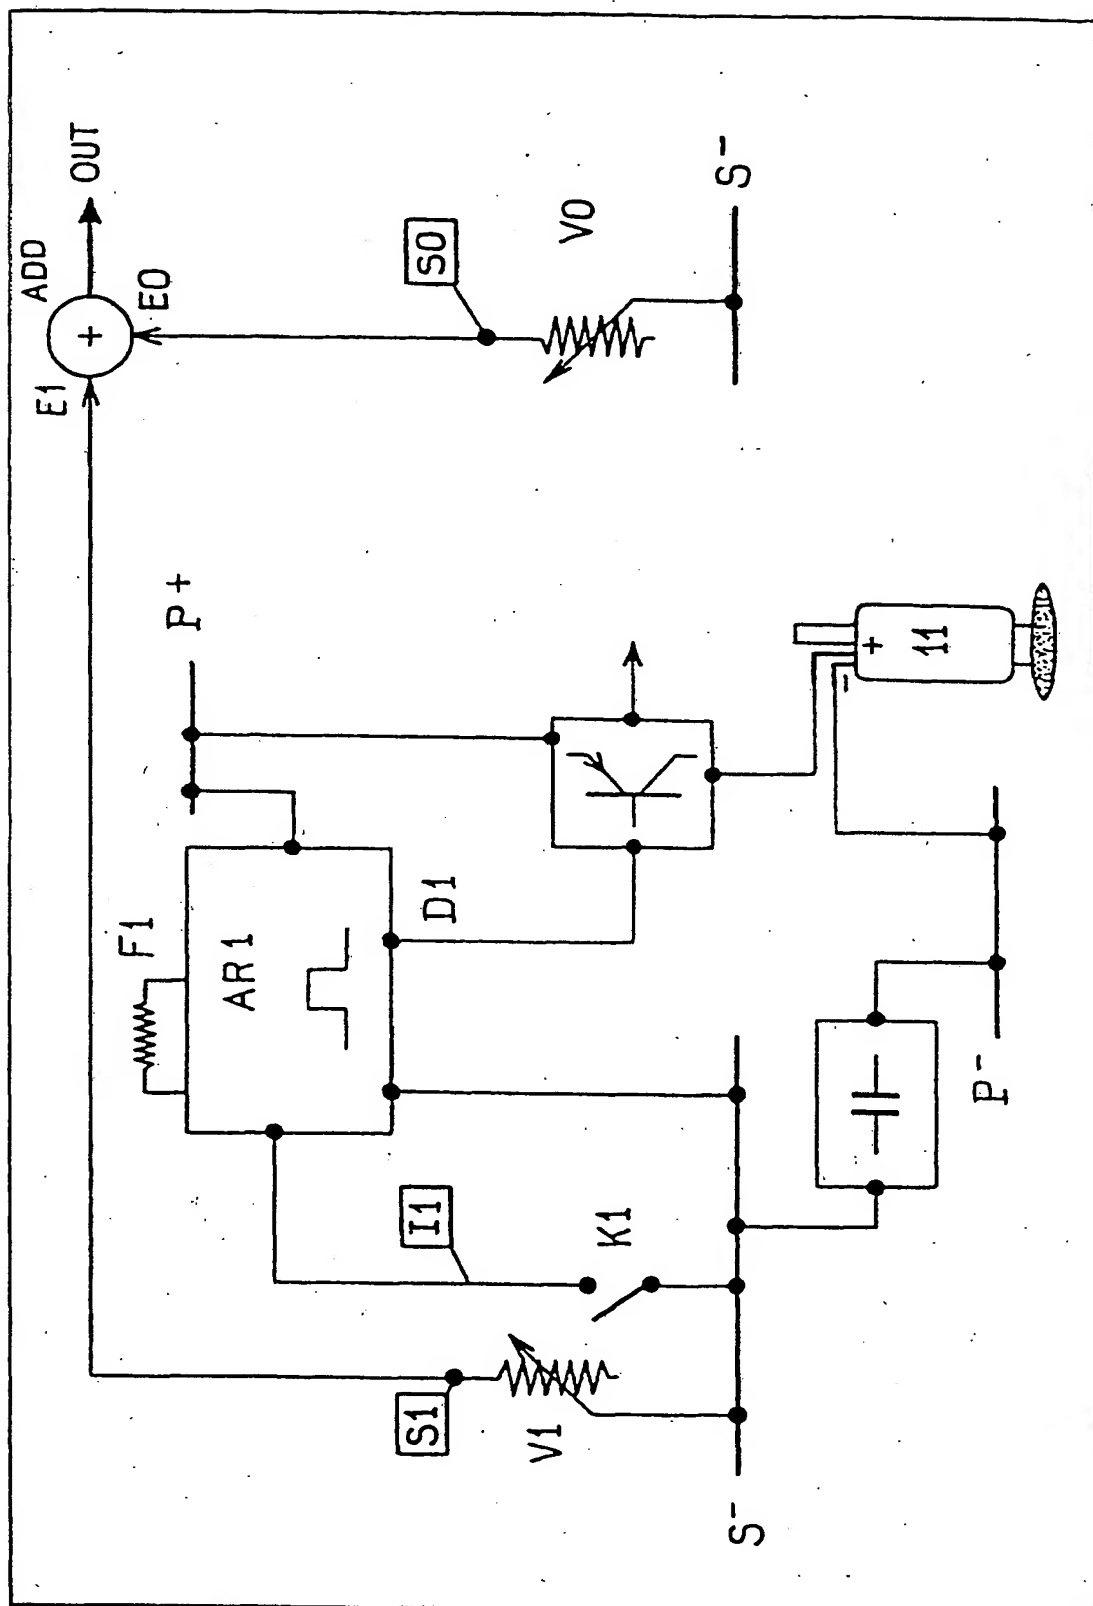 ADD
OUT
E1
+
E0
S0
V0
S-
P+
F1
AR1
D1
I1
K1
S1
V1
S-
P-
+
-
11